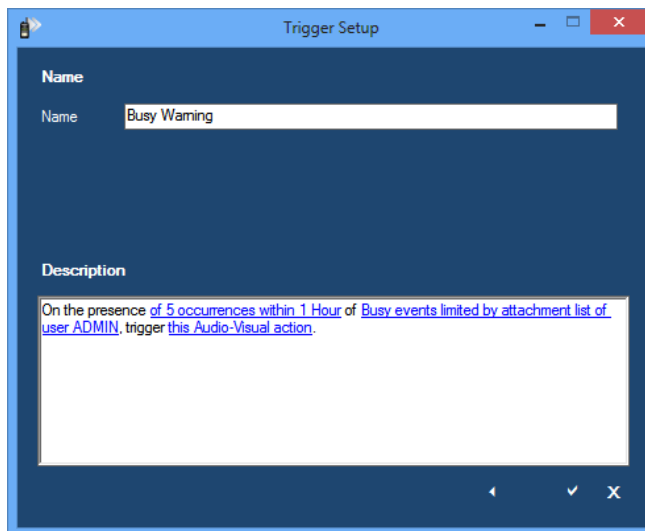 Trigger Setup
Name
Name
Busy Warning
Description
On the presence of 5 occurrences within 1 Hour of Busy events limited by attachment list of
user ADMIN, trigger this Audio-Visual action.